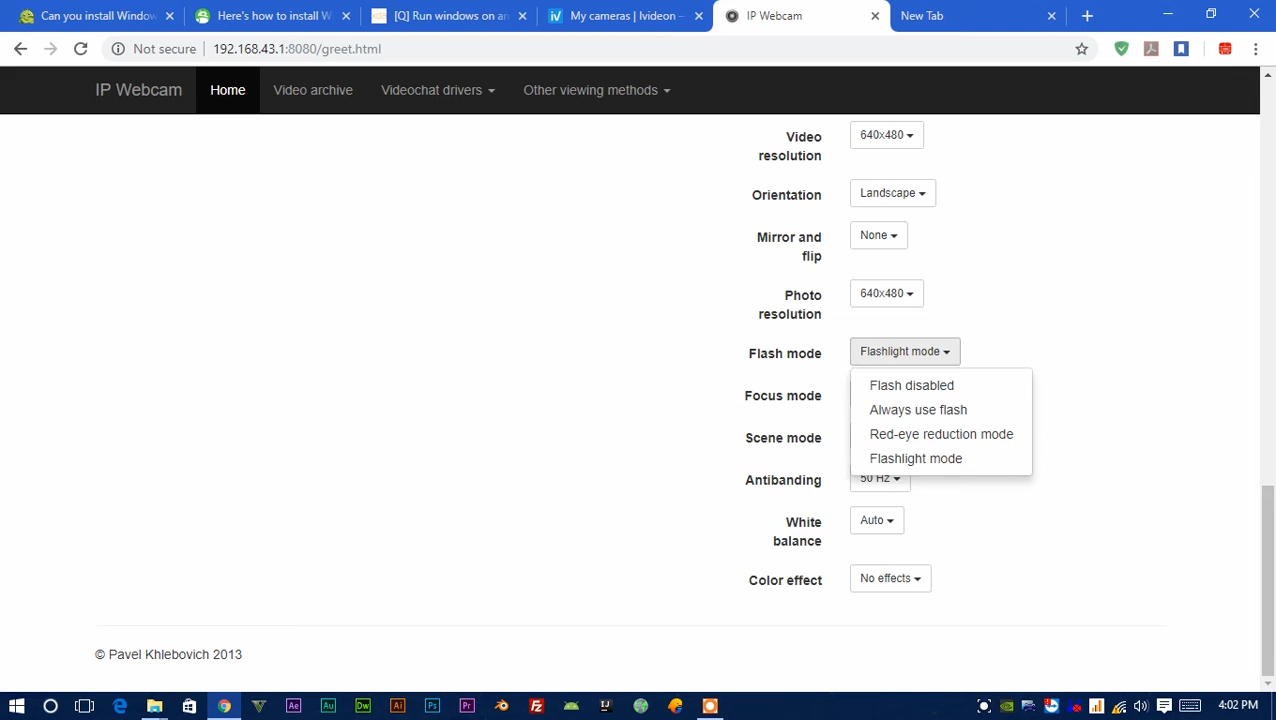 Can you install Window
Here's how to install W
[Q] Run windows on an
My cameras | Ivideon —
IP Webcam
New Tab
Not secure
192.168.43.1:8080/greet.html
IP Webcam
Home
Video archive
Videochat drivers
Other viewing methods
Video resolution
640x480
Orientation
Landscape
Mirror and flip
None
Photo resolution
640x480
Flash mode
Flashlight mode
Flash disabled
Always use flash
Red-eye reduction mode
Flashlight mode
Focus mode
Scene mode
Antibanding
50 Hz
White balance
Auto
Color effect
No effects
© Pavel Khlebovich 2013
4:02 PM